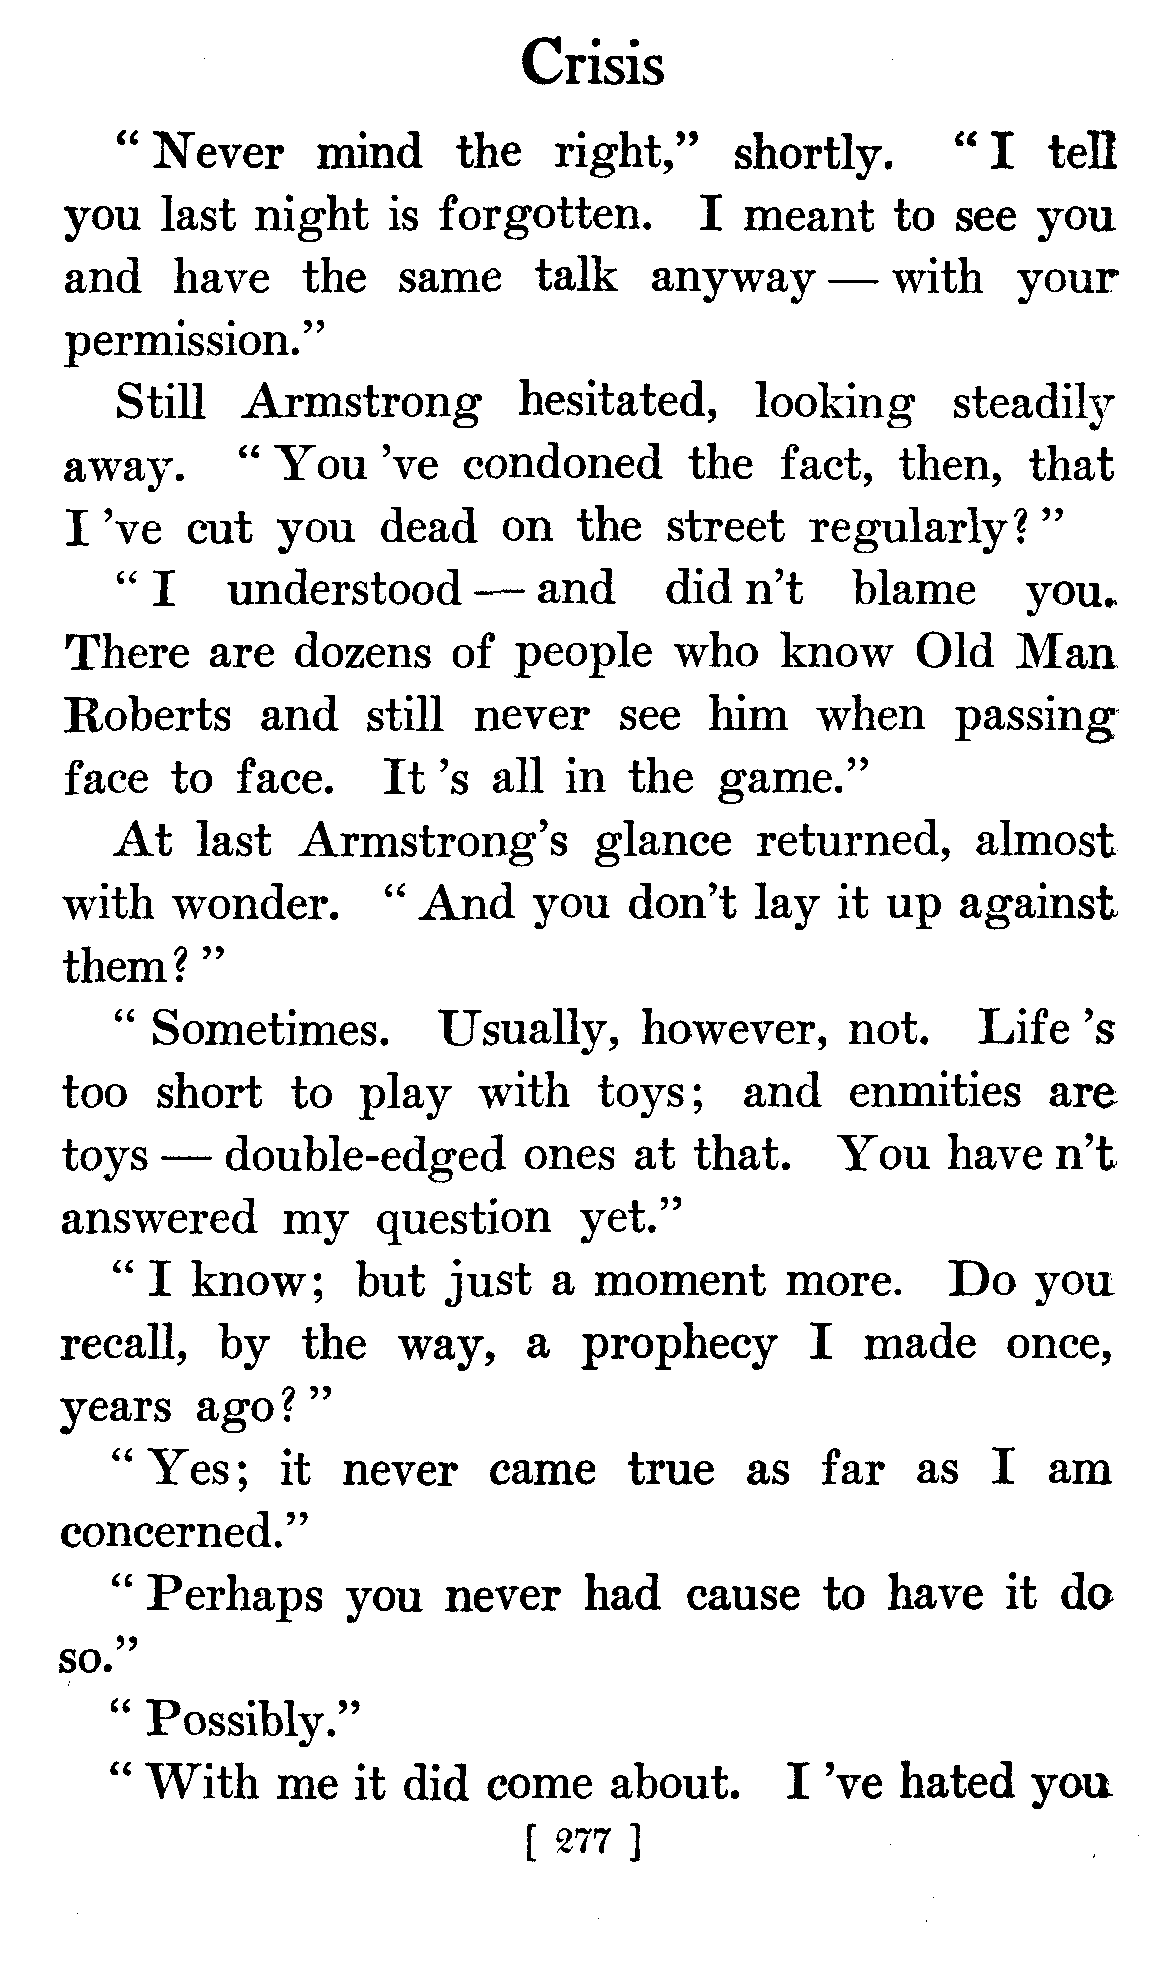 Crisis
“ Never mind the right,” shortly. “ I tell
you last night is forgotten. I meant to see you
and have the same talk anyway — with your
permission.”
Still Armstrong hesitated, looking steadily
away. “ You ’ve condoned the fact, then, that
I ’ve cut you dead on the street regularly? ”
“ I understood — and did n’t blame you.
There are dozens of people who know Old Man
Roberts and still never see him when passing
face to face. It ’s all in the game.”
At last Armstrong’s glance returned, almost
with wonder. “ And you don’t lay it up against
them? ”
“ Sometimes. Usually, however, not. Life ’s
too short to play with toys; and enmities are
toys — double-edged ones at that. You have n’t
answered my question yet.”
“ I know; but just a moment more. Do you
recall, by the way, a prophecy I made once,
years ago? ”
“ Yes; it never came true as far as I am
concerned.”
“ Perhaps you never had cause to have it do
so.”
“ Possibly.”
“ With me it did come about. I ’ve hated you
[ 277 ]